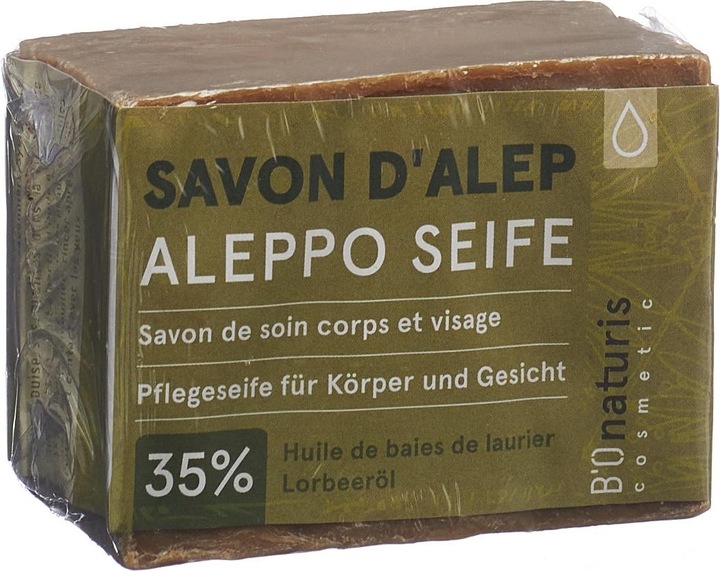 SAVON D'ALEP
ALEPPO SEIFE
Savon de soin corps et visage
Pflegeseife für Körper und Gesicht
35%
Huile de baies de laurier
Lorbeeröl
B'Onaturis
cosmetic